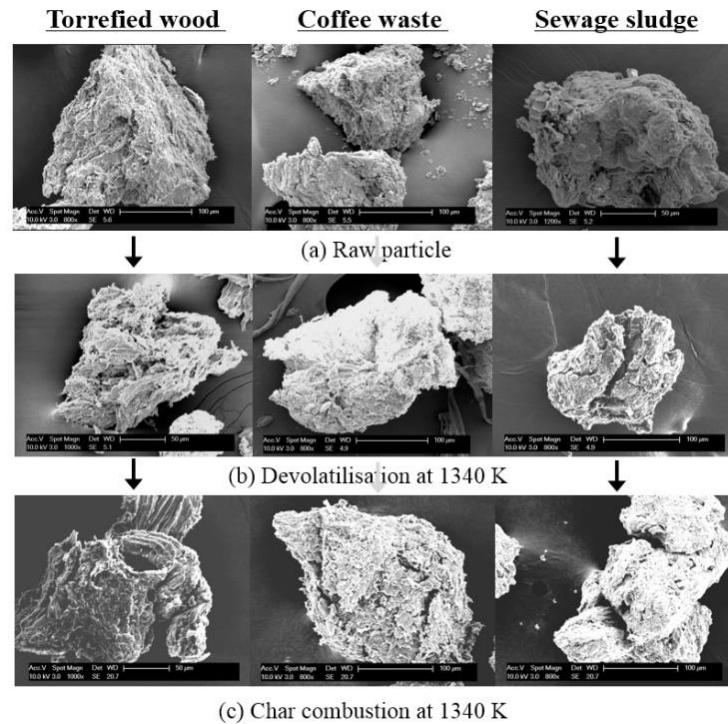 Torrefied wood Coffee waste Sewage sludge
Acc.V Spot Magn Det WD 100 µm
10.0 kV 3.0 800x SE 5.6
Acc.V Spot Magn Det WD 100 µm
10.0 kV 3.0 800x SE 5.5
Acc.V Spot Magn Det WD 50 µm
10.0 kV 3.0 1200x SE 5.2
(a) Raw particle
Acc.V Spot Magn Det WD 50 µm
10.0 kV 3.0 1000x SE 5.1
Acc.V Spot Magn Det WD 100 µm
10.0 kV 3.0 800x SE 4.9
Acc.V Spot Magn Det WD 100 µm
10.0 kV 3.0 800x SE 4.9
(b) Devolatilisation at 1340 K
Acc.V Spot Magn Det WD 50 µm
10.0 kV 3.0 1000x SE 20.7
Acc.V Spot Magn Det WD 100 µm
10.0 kV 3.0 800x SE 20.7
Acc.V Spot Magn Det WD 100 µm
10.0 kV 3.0 800x SE 20.7
(c) Char combustion at 1340 K